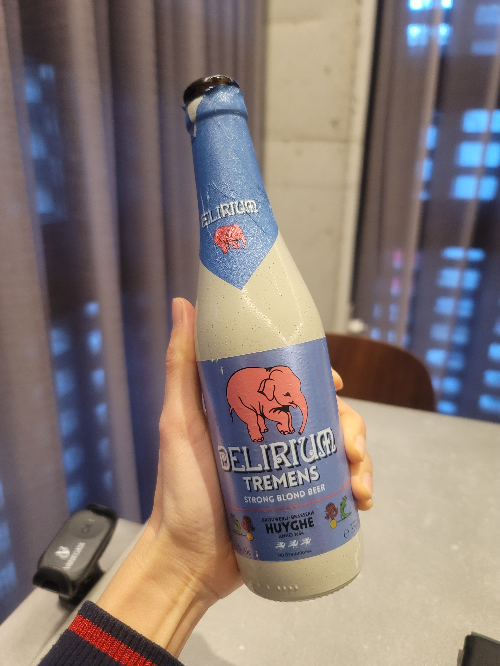 DELIRIUM
DELIRIUM
TREMENS
STRONG BLOND BEER
HUYGHE